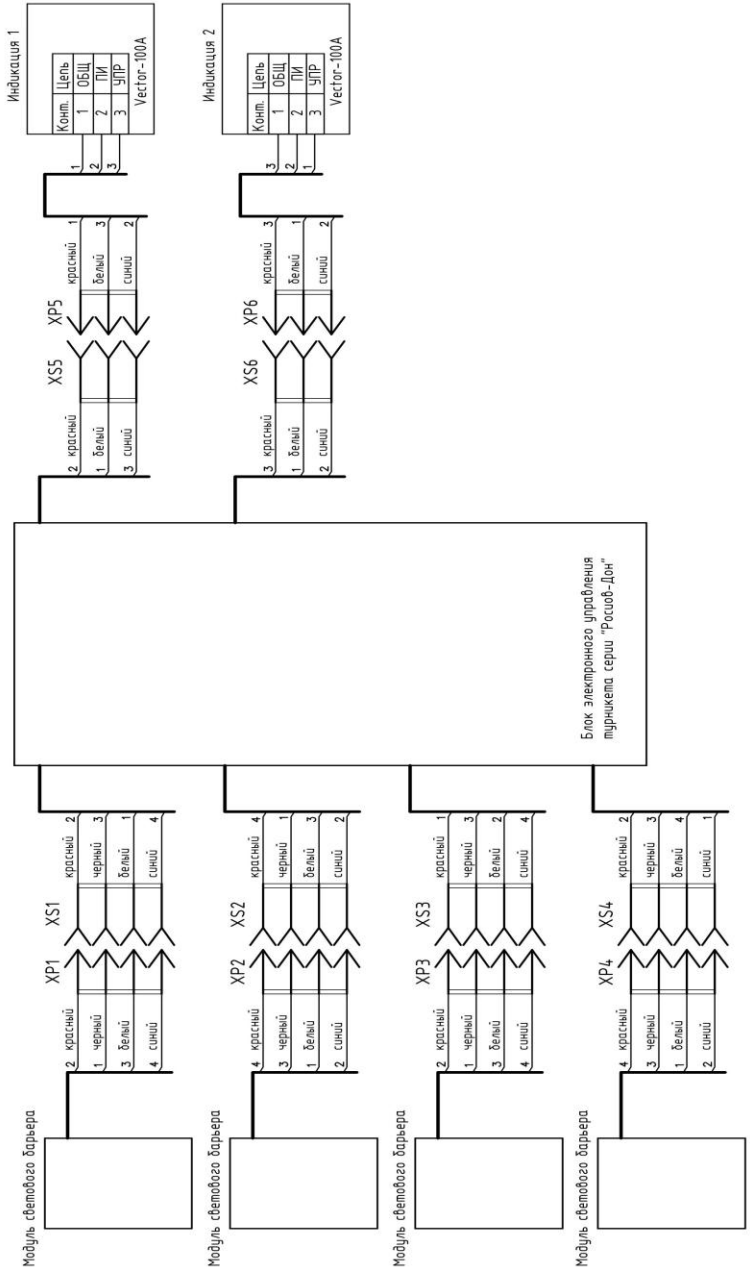 Модуль светового барьера
2 красный
1 черный
3 белый
4 синий
XP1 XS1
красный 2
черный 3
белый 1
синий 4
Модуль светового барьера
4 красный
3 черный
1 белый
2 синий
XP2 XS2
красный 4
черный 1
белый 3
синий 2
Модуль светового барьера
2 красный
1 черный
3 белый
4 синий
XP3 XS3
красный 1
черный 3
белый 2
синий 4
Модуль светового барьера
4 красный
3 черный
1 белый
2 синий
XP4 XS4
красный 2
черный 3
белый 4
синий 1
Блок электронного управления
турникета серии "Росиов-Дон"
2 красный
1 белый
3 синий
XS5 XP5
красный 1
белый 3
синий 2
1
2
3
Индикация 1
Конт. Цепь
1 ОБЩ
2 ПИ
3 УПР
Vector-100A
3 красный
1 белый
2 синий
XS6 XP6
красный 3
белый 1
синий 2
3
2
1
Индикация 2
Конт. Цепь
1 ОБЩ
2 ПИ
3 УПР
Vector-100A